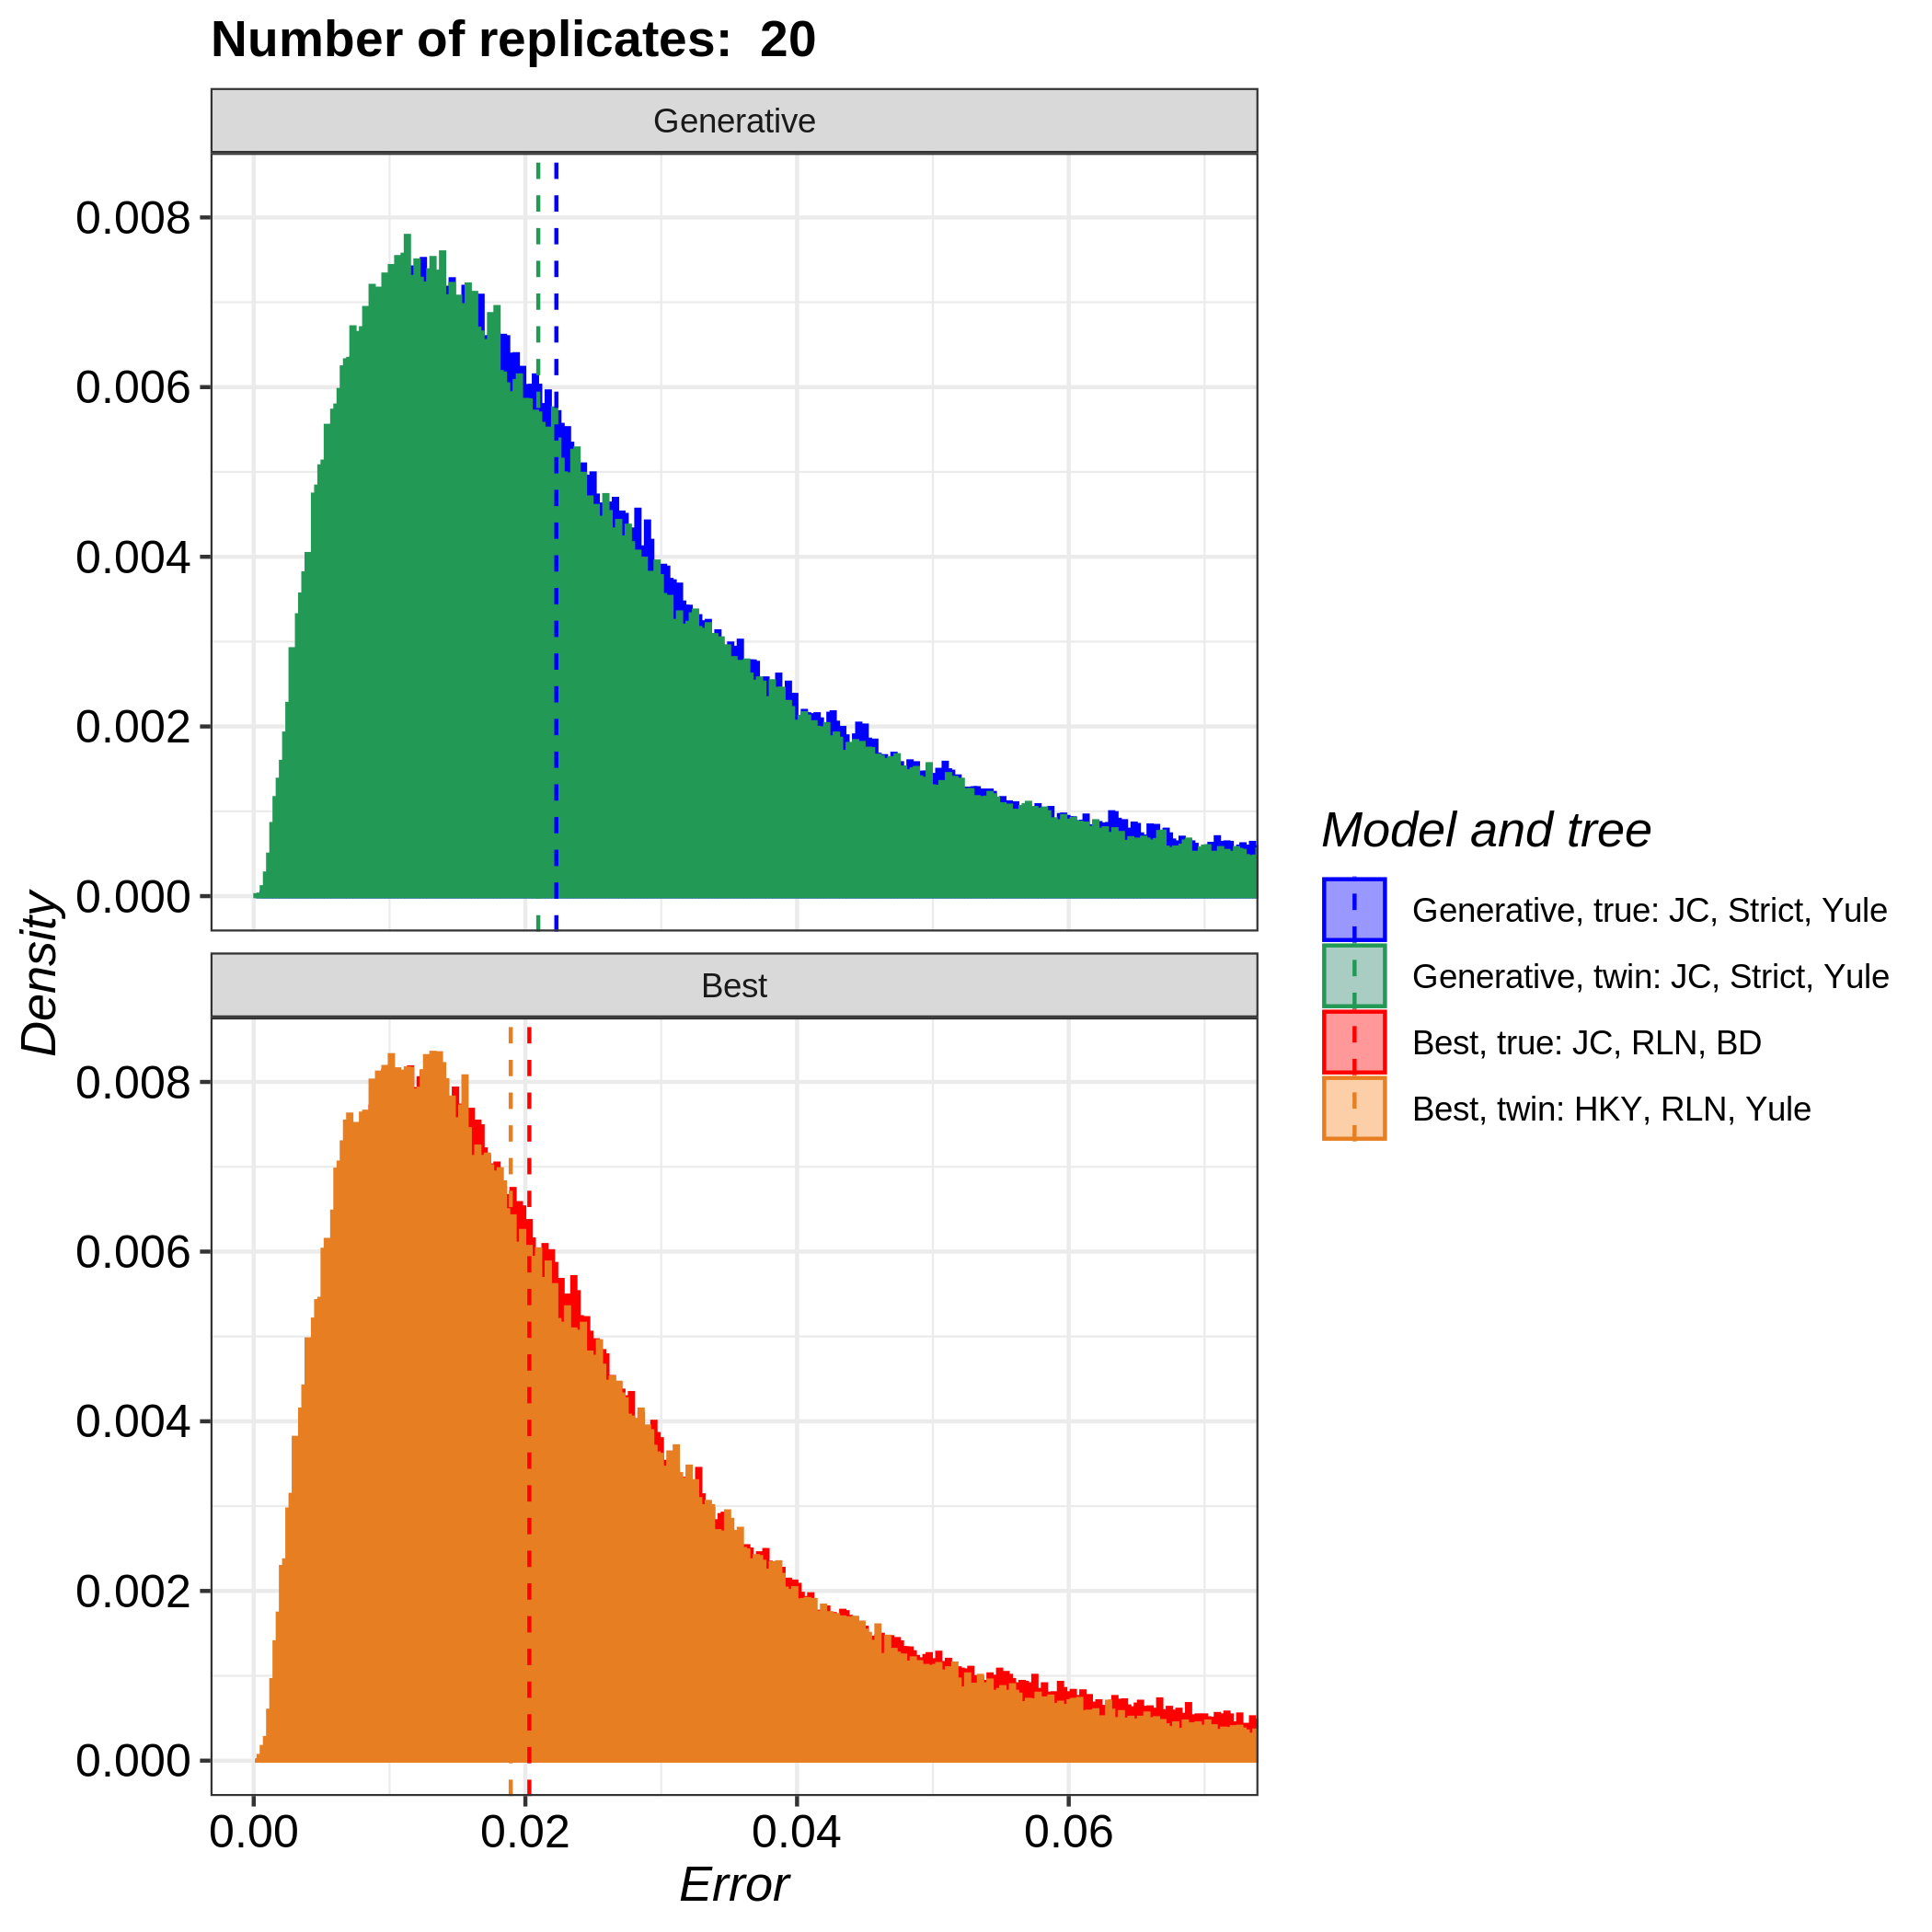 Number of replicates:  20
Generative
0.008
0.006
0.004
0.002
0.000
Density
Best
0.008
0.006
0.004
0.002
0.000
0.00 0.02 0.04 0.06
Error
Model and tree
Generative, true: JC, Strict, Yule
Generative, twin: JC, Strict, Yule
Best, true: JC, RLN, BD
Best, twin: HKY, RLN, Yule